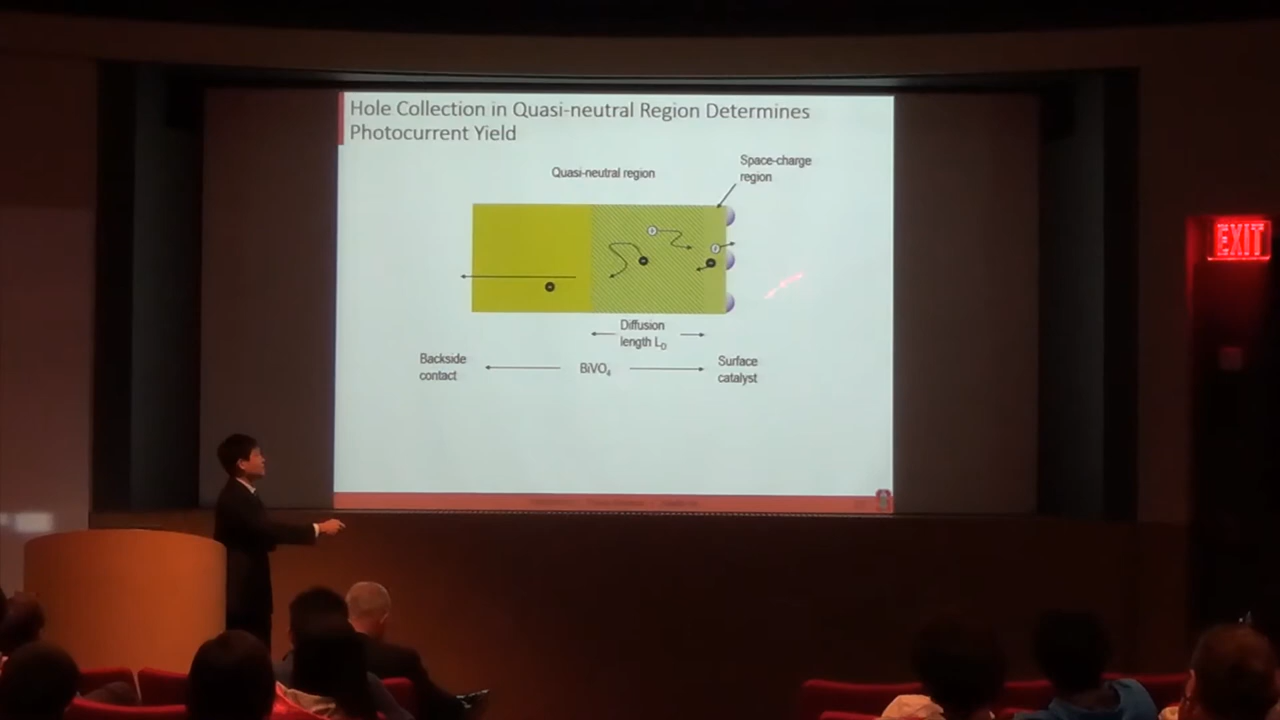 Hole Collection in Quasi-neutral Region Determines
Photocurrent Yield
Space-charge
region
Quasi-neutral region
Diffusion
length L_D
Backside
contact
BiVO₄
Surface
catalyst
EXIT